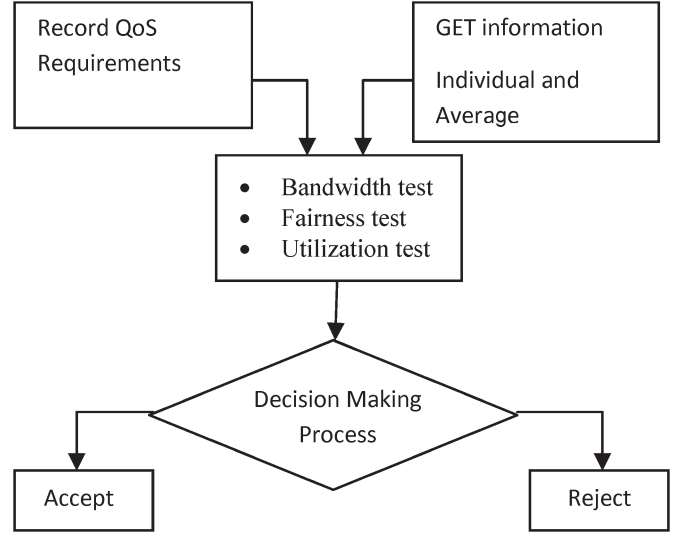 Record QoS
Requirements
GET information
Individual and
Average
• Bandwidth test
• Fairness test
• Utilization test
Decision Making
Process
Accept
Reject